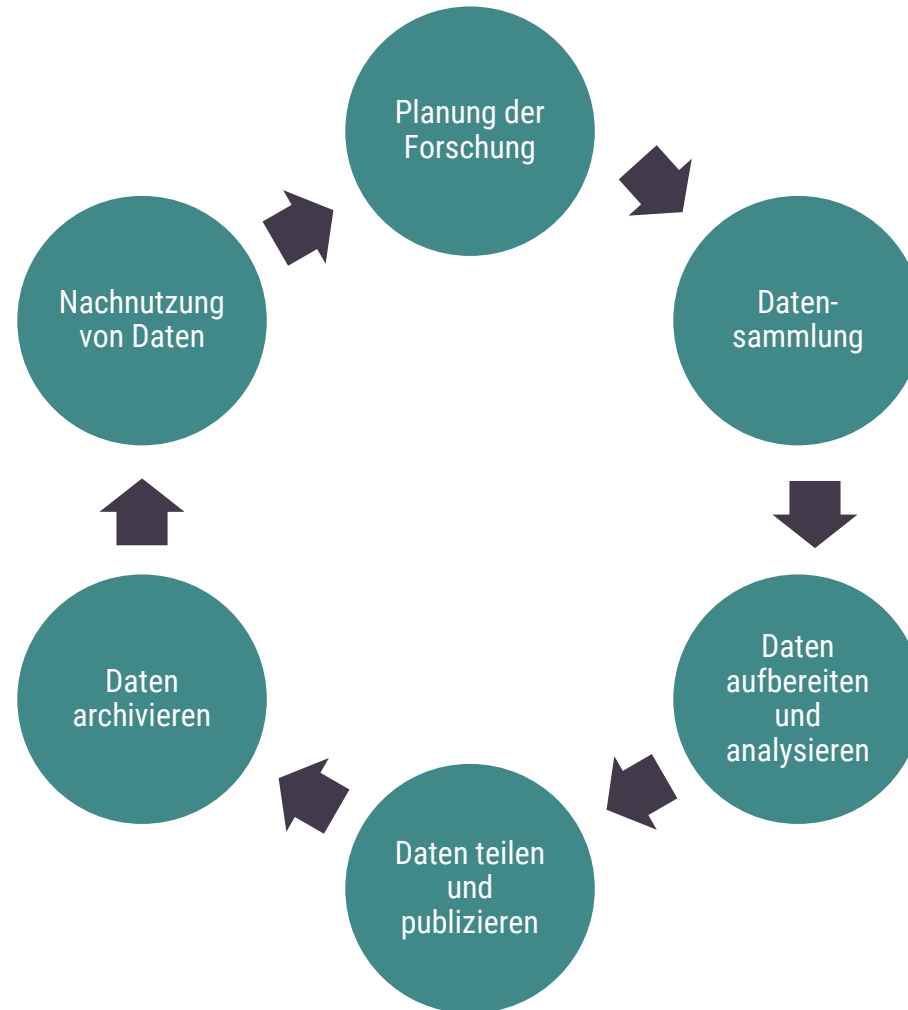 Planung der
Forschung
Daten-
sammlung
Daten
aufbereiten
und
analysieren
Daten teilen
und
publizieren
Daten
archivieren
Nachnutzung
von Daten